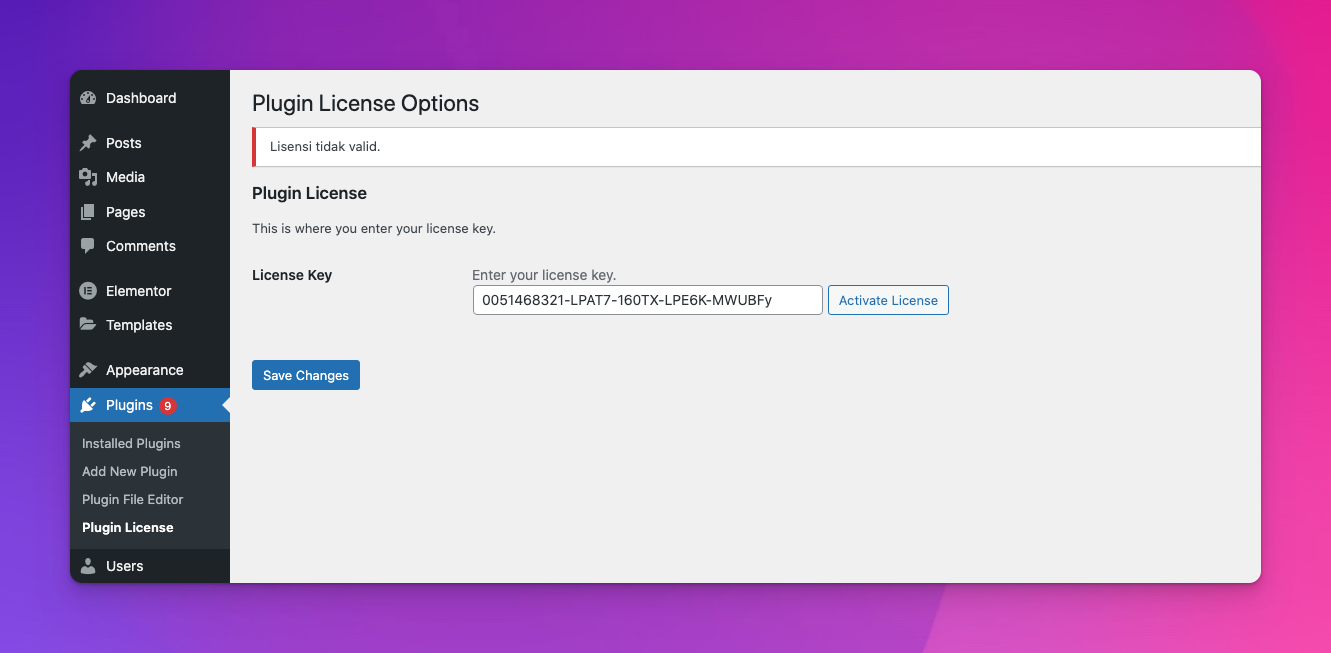 Dashboard
Posts
Media
Pages
Comments
Elementor
Templates
Appearance
Plugins 9
Installed Plugins
Add New Plugin
Plugin File Editor
Plugin License
Users
Plugin License Options
Lisensi tidak valid.
Plugin License
This is where you enter your license key.
License Key
Enter your license key.
0051468321-LPAT7-160TX-LPE6K-MWUBFy
Activate License
Save Changes